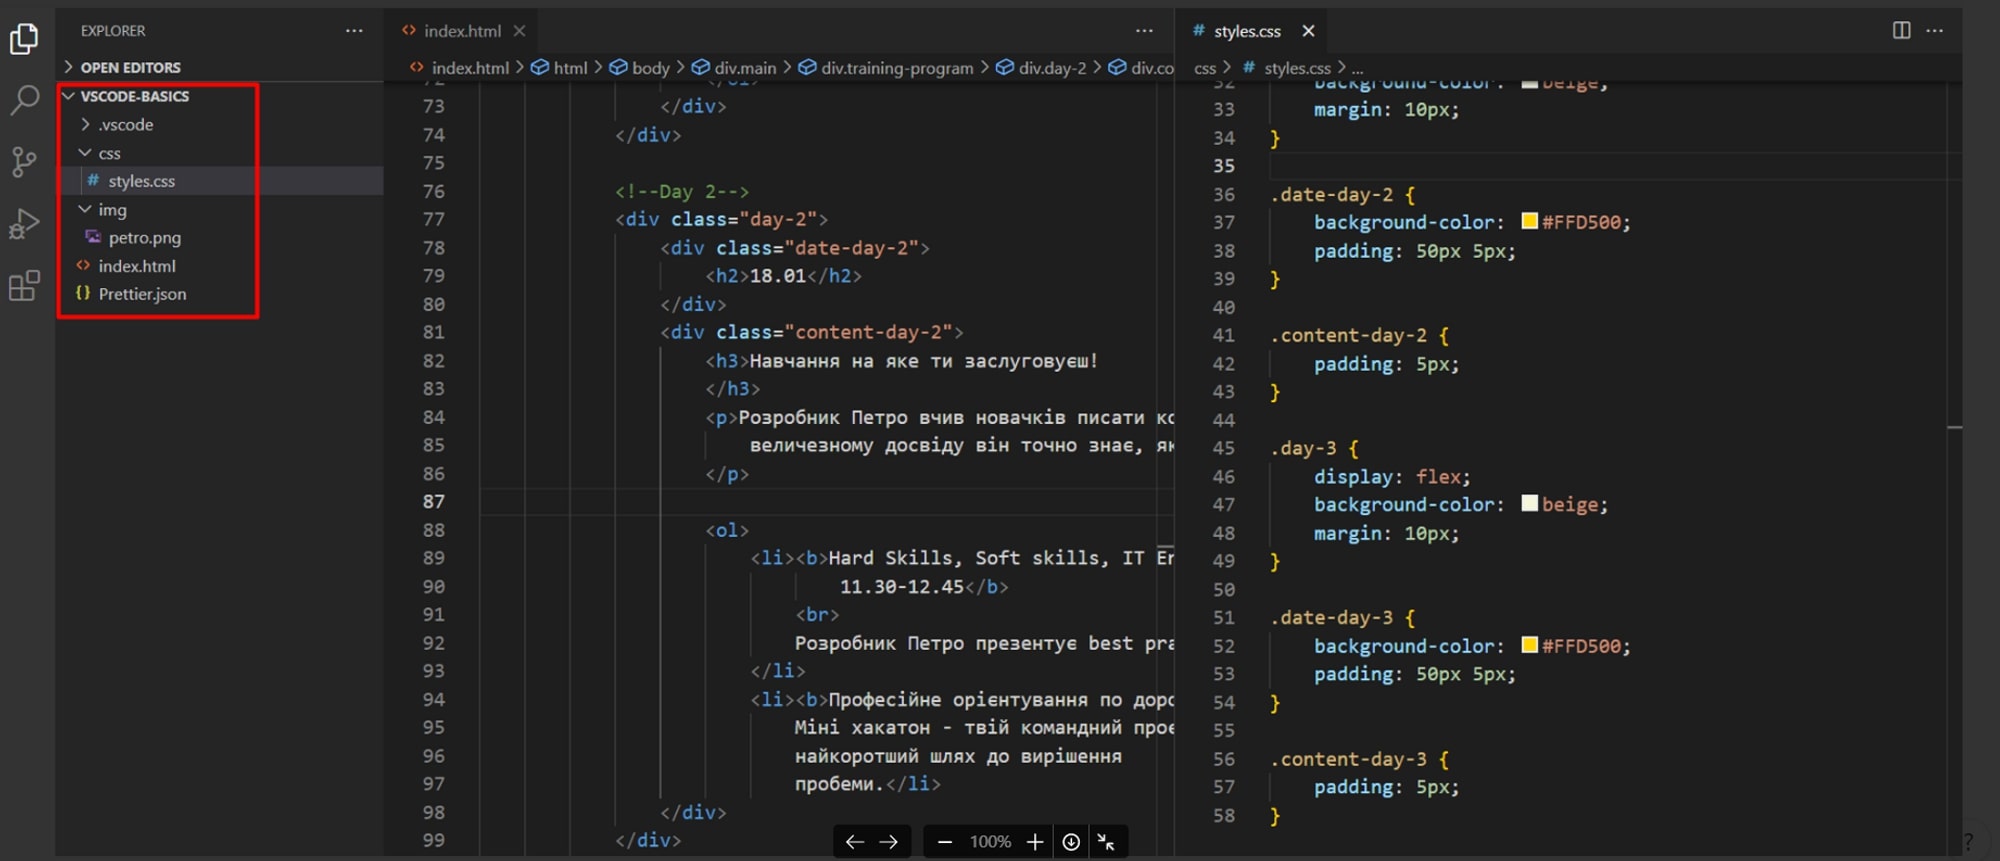 EXPLORER
OPEN EDITORS
VSCODE-BASICS
.vscode
css
# styles.css
img
petro.png
<> index.html
{} Prettier.json
<> index.html
<> index.html > html > body > div.main > div.training-program > div.day-2 > div.co
73 </div>
74 </div>
75
76 <!--Day 2-->
77 <div class="day-2">
78 <div class="date-day-2">
79 <h2>18.01</h2>
80 </div>
81 <div class="content-day-2">
82 <h3>Навчання на яке ти заслуговуєш!
83 </h3>
84 <p>Розробник Петро вчив новачків писати ко
85 величезному досвіду він точно знає, як
86 </p>
87
88 <ol>
89 <li><b>Hard Skills, Soft skills, IT En
90 11.30-12.45</b>
91 <br>
92 Розробник Петро презентує best pra
93 </li>
94 <li><b>Професійне орієнтування по доро
95 Міні хакатон - твій командний проє
96 найкоротший шлях до вирішення
97 пробеми.</li>
98 </div>
99 </div>
# styles.css
css > # styles.css > ...
32 background-color: beige;
33 margin: 10px;
34 }
35
36 .date-day-2 {
37 background-color: #FFD500;
38 padding: 50px 5px;
39 }
40
41 .content-day-2 {
42 padding: 5px;
43 }
44
45 .day-3 {
46 display: flex;
47 background-color: beige;
48 margin: 10px;
49 }
50
51 .date-day-3 {
52 background-color: #FFD500;
53 padding: 50px 5px;
54 }
55
56 .content-day-3 {
57 padding: 5px;
58 }
100%
?